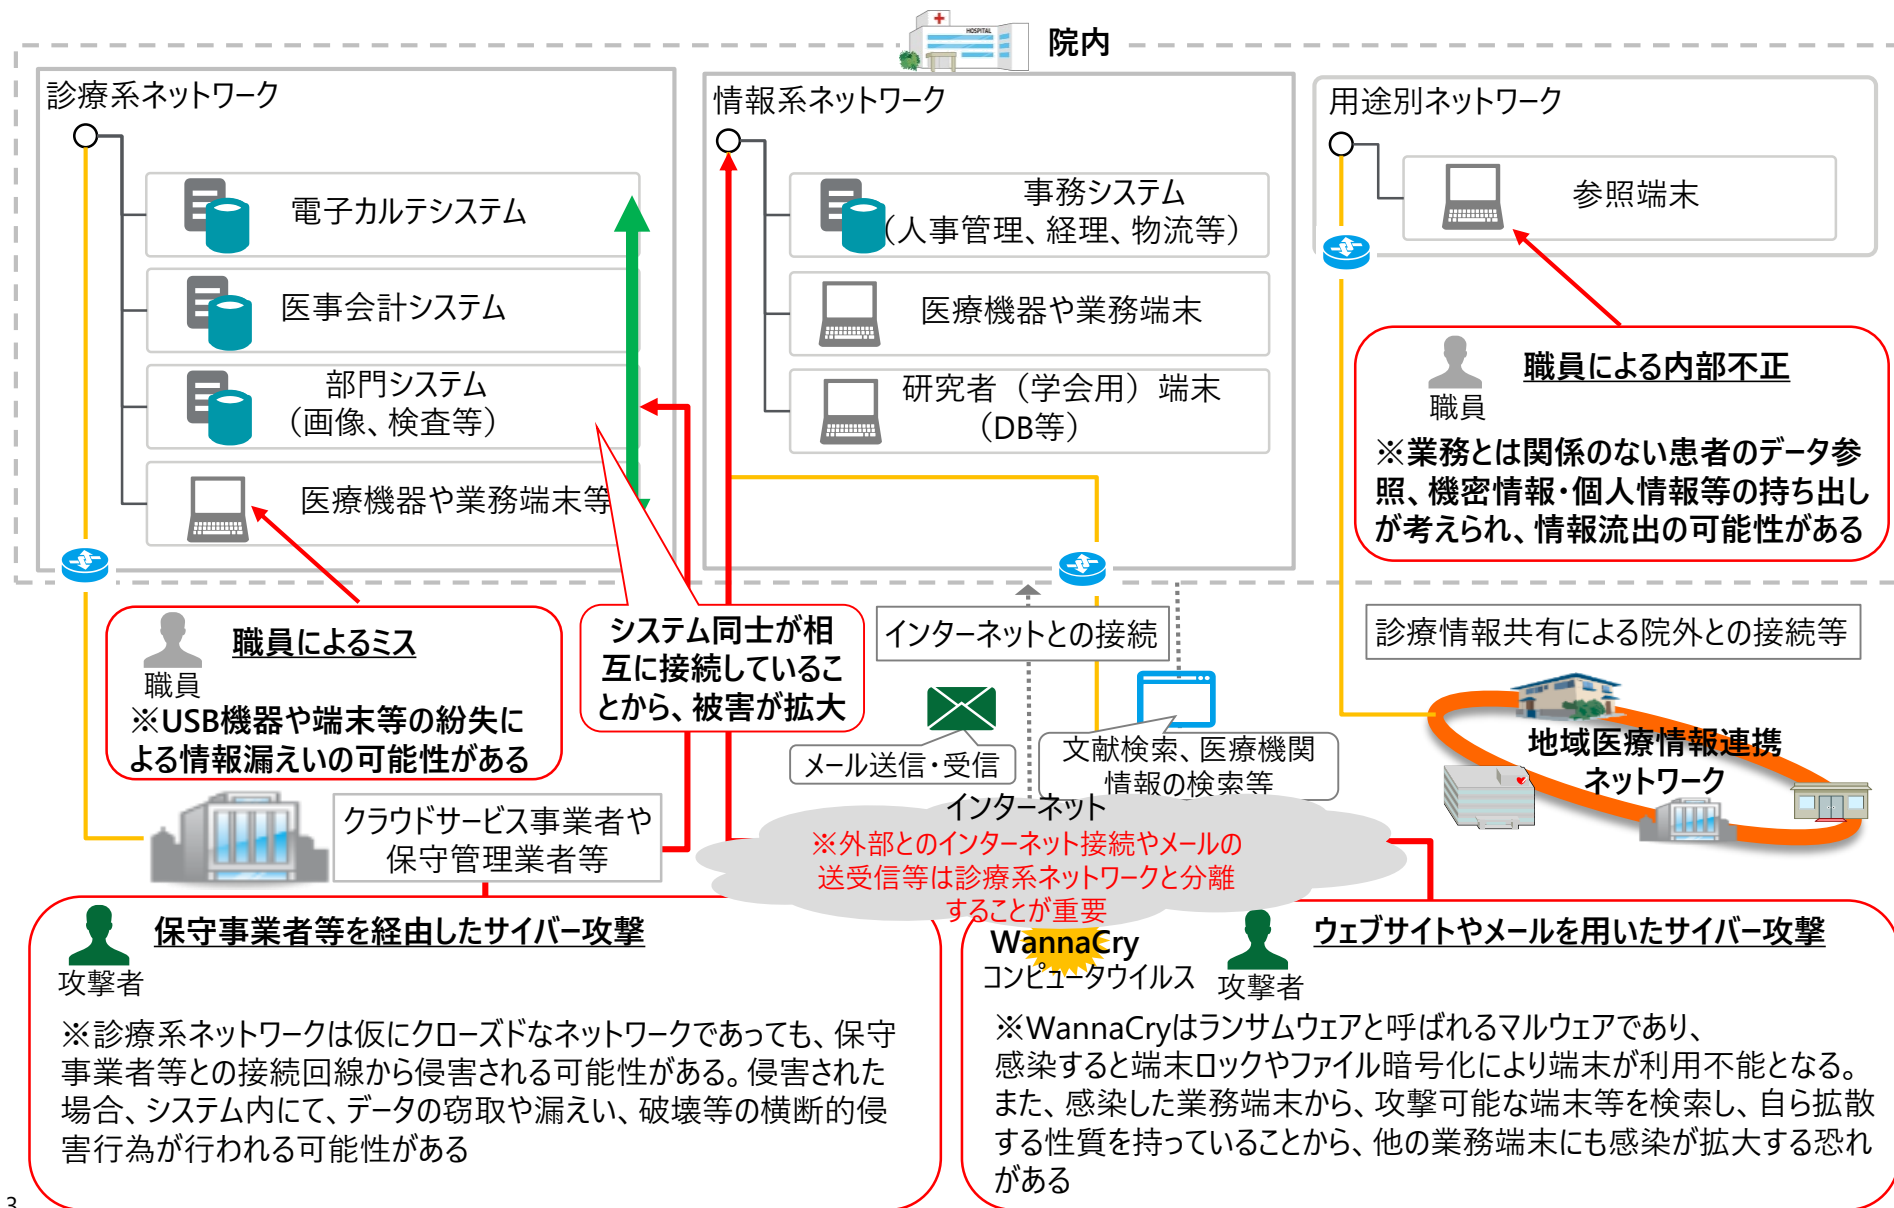 HOSPITAL
院内
診療系ネットワーク
電子カルテシステム
医事会計システム
部門システム
（画像、検査等）
医療機器や業務端末等
情報系ネットワーク
事務システム
（人事管理、経理、物流等）
医療機器や業務端末
研究者（学会用）端末
（DB等）
用途別ネットワーク
参照端末
職員による内部不正
職員
※業務とは関係のない患者のデータ参
照、機密情報・個人情報等の持ち出し
が考えられ、情報流出の可能性がある
職員によるミス
職員
※USB機器や端末等の紛失に
よる情報漏えいの可能性がある
システム同士が相
互に接続しているこ
とから、被害が拡大
インターネットとの接続
メール送信・受信
文献検索、医療機関
情報の検索等
診療情報共有による院外との接続等
地域医療情報連携
ネットワーク
クラウドサービス事業者や
保守管理業者等
インターネット
※外部とのインターネット接続やメールの
送受信等は診療系ネットワークと分離
することが重要
保守事業者等を経由したサイバー攻撃
攻撃者
※診療系ネットワークは仮にクローズドなネットワークであっても、保守
事業者等との接続回線から侵害される可能性がある。侵害された
場合、システム内にて、データの窃取や漏えい、破壊等の横断的侵
害行為が行われる可能性がある
WannaCry
コンピュータウイルス
ウェブサイトやメールを用いたサイバー攻撃
攻撃者
※WannaCryはランサムウェアと呼ばれるマルウェアであり、
感染すると端末ロックやファイル暗号化により端末が利用不能となる。
また、感染した業務端末から、攻撃可能な端末等を検索し、自ら拡散
する性質を持っていることから、他の業務端末にも感染が拡大する恐れ
がある
3